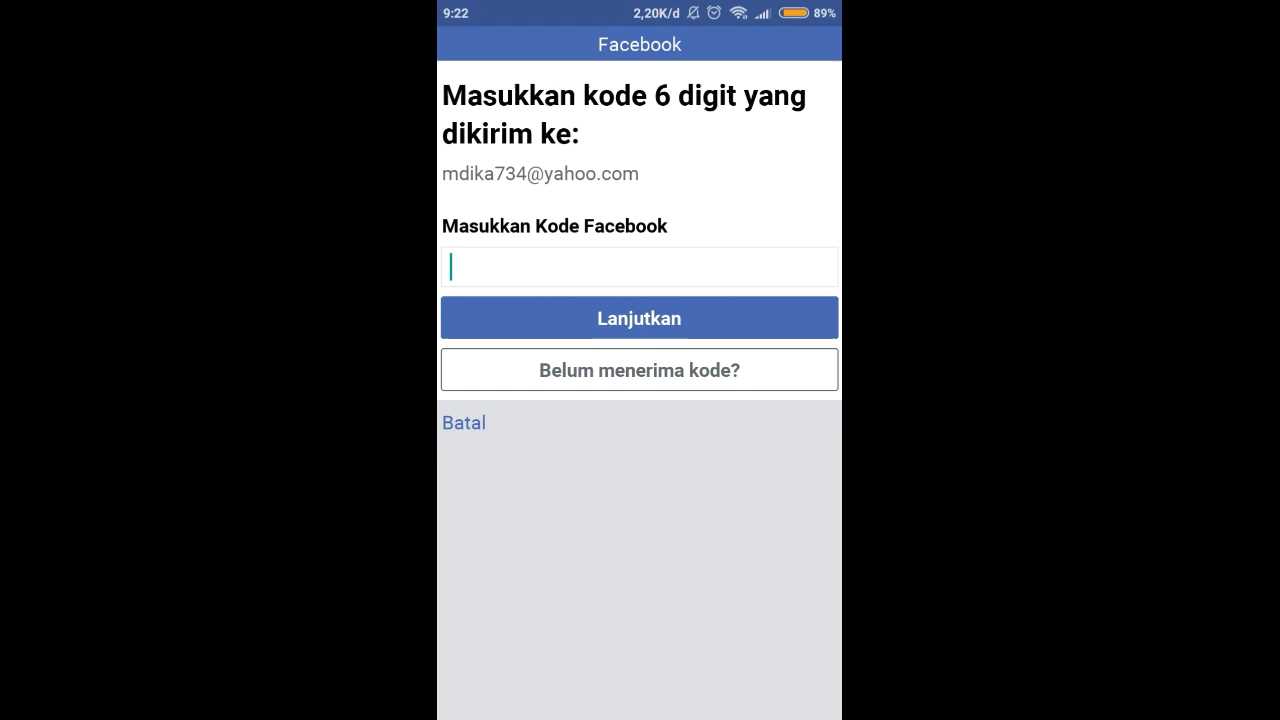 9:22 2,20K/d 89%
Facebook
Masukkan kode 6 digit yang
dikirim ke:
mdika734@yahoo.com
Masukkan Kode Facebook
Lanjutkan
Belum menerima kode?
Batal